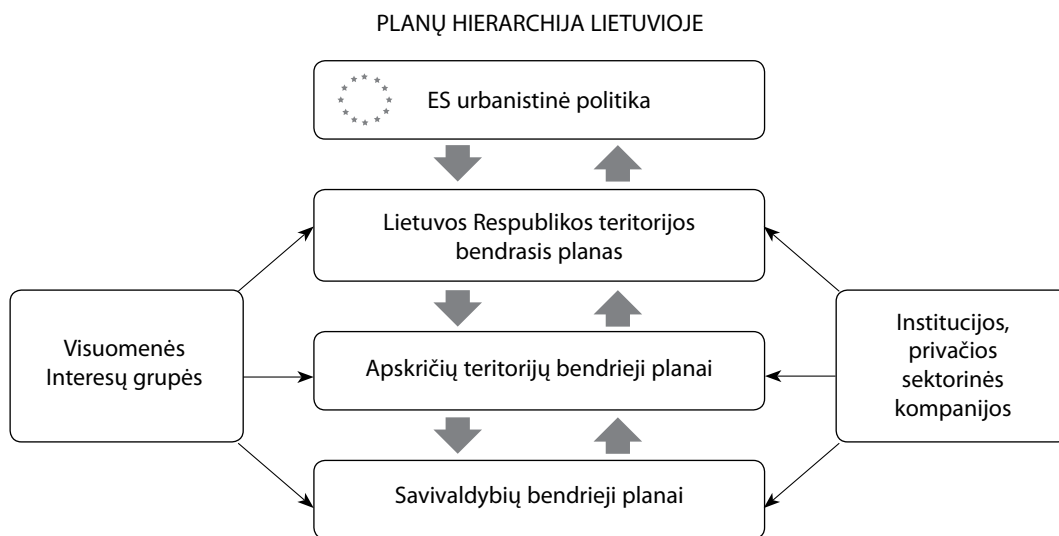 PLANŲ HIERARCHIJA LIETUVIOJE
ES urbanistinė politika
Lietuvos Respublikos teritorijos
bendrasis planas
Visuomenės
Interesų grupės
Apskričių teritorijų bendrieji planai
Institucijos,
privačios
sektorinės
kompanijos
Savivaldybių bendrieji planai